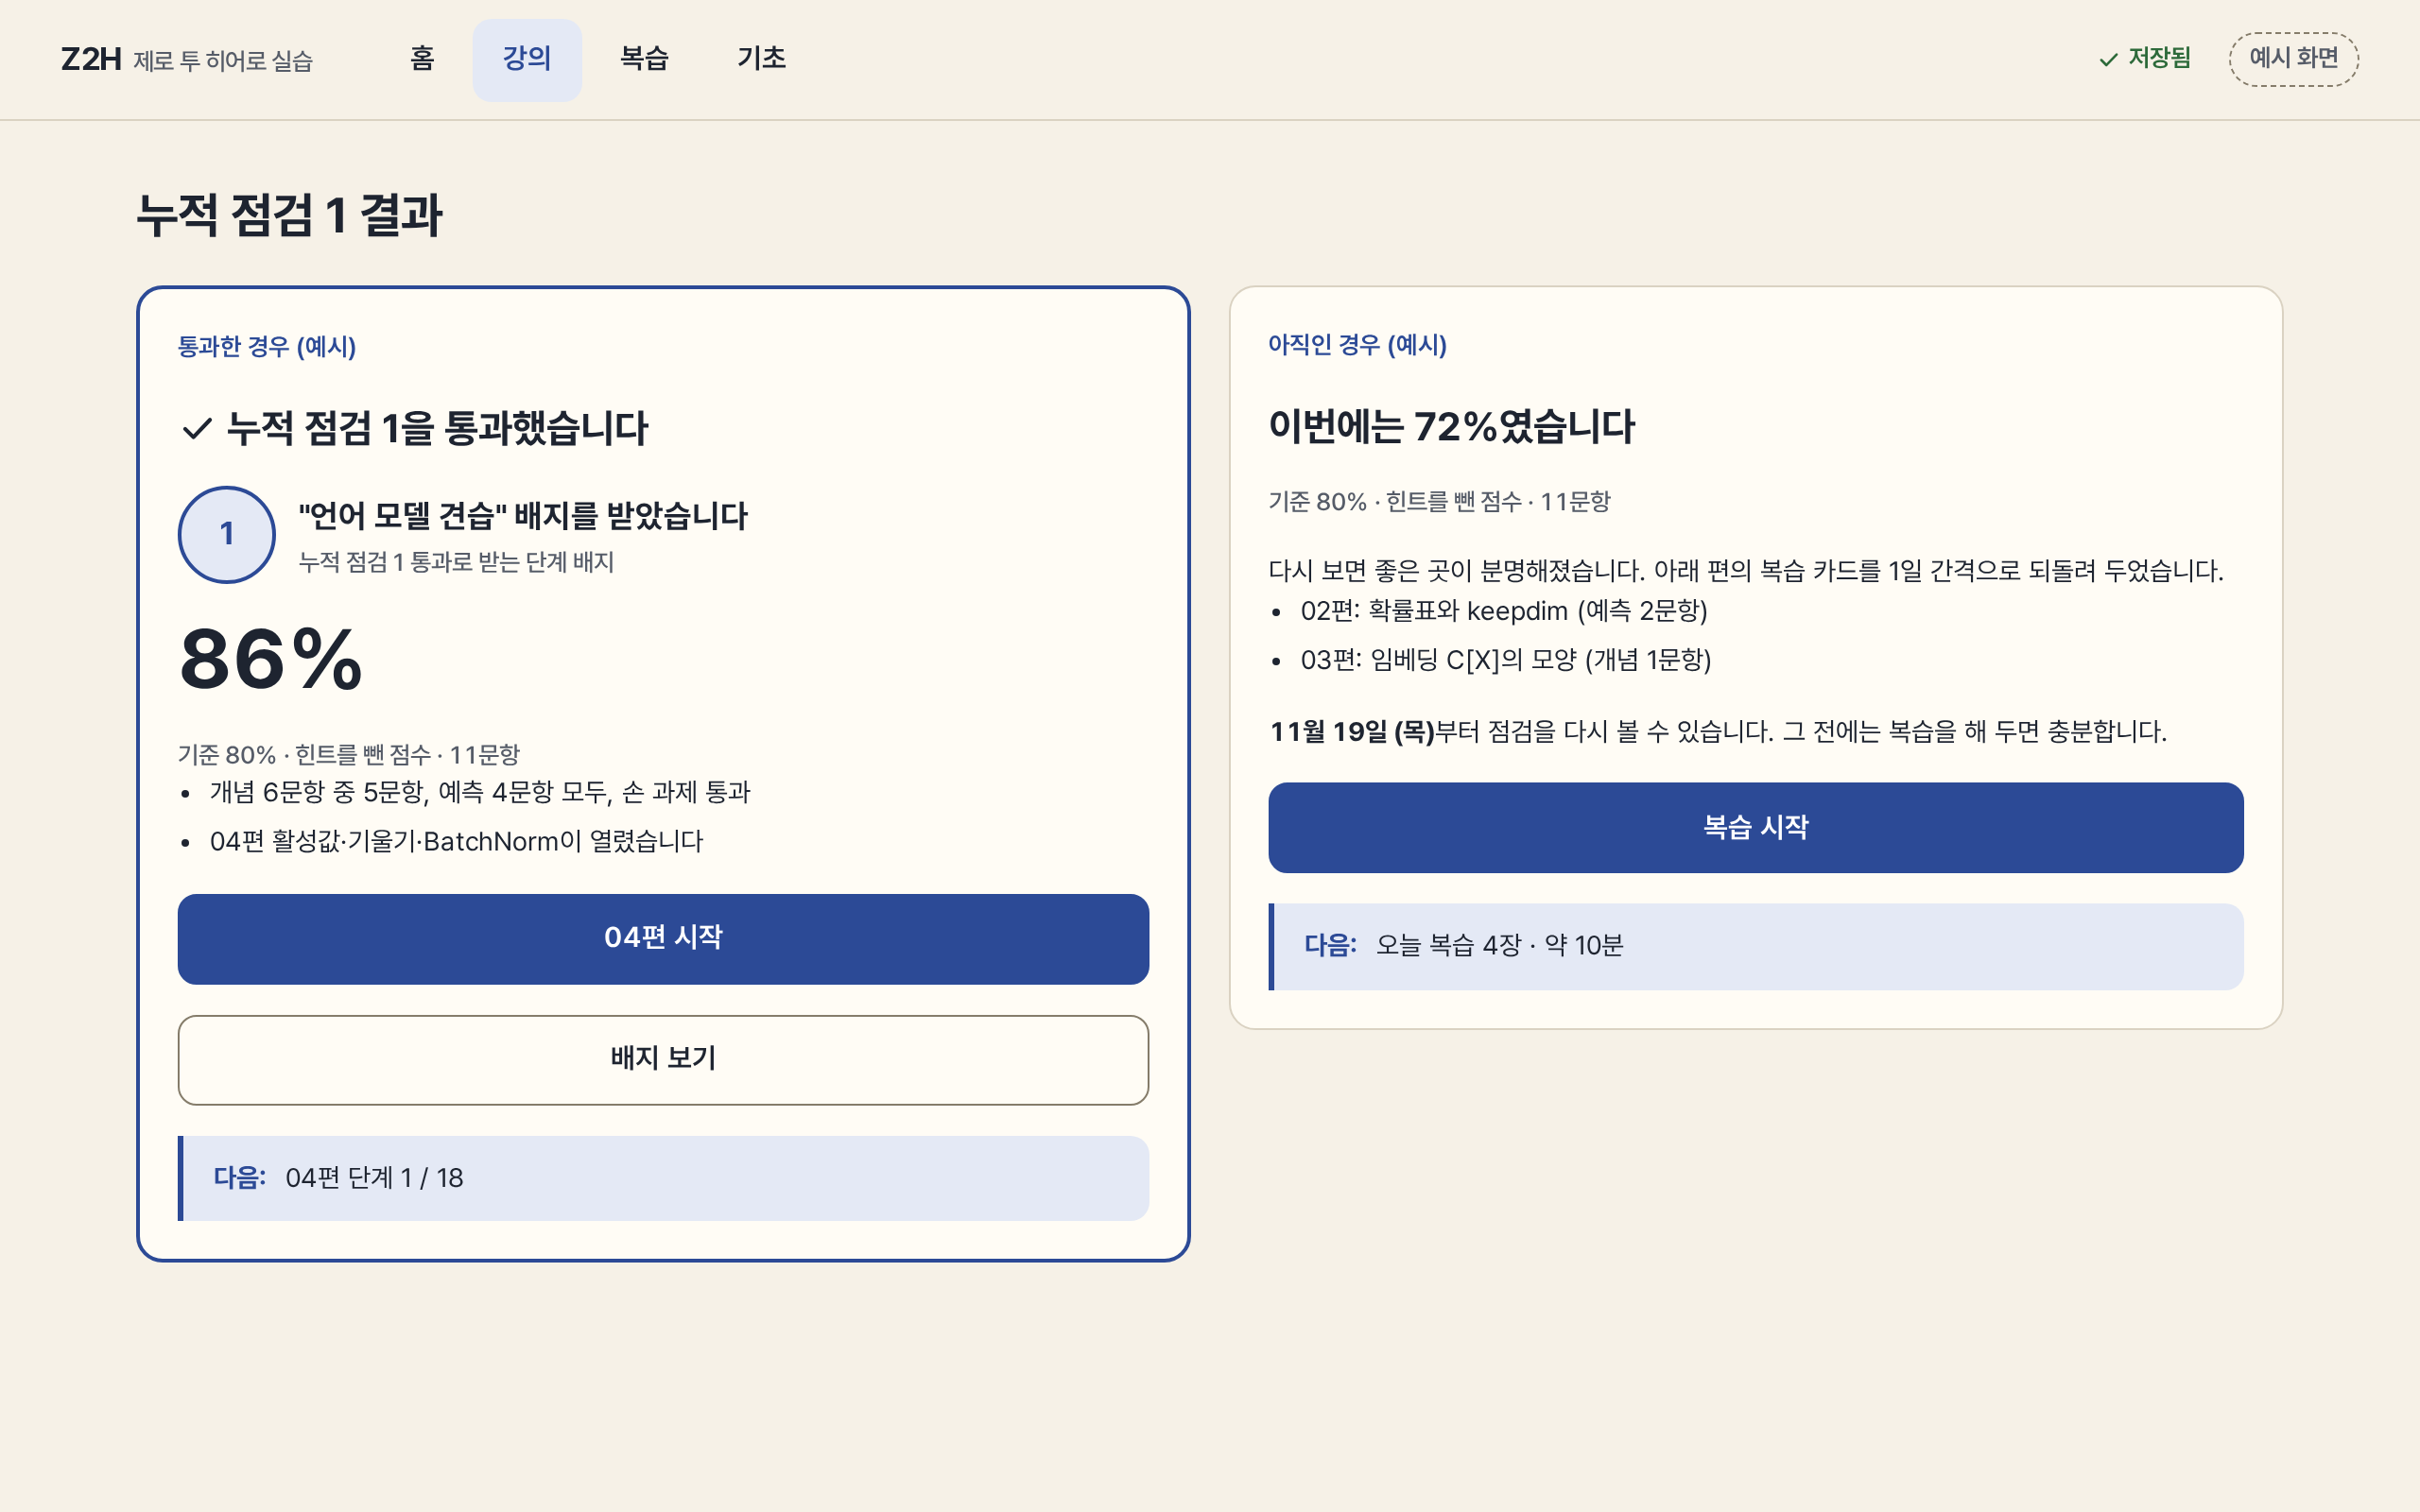 Z2H 제로 투 히어로 실습
홈
강의
복습
기초
저장됨
예시 화면
누적 점검 1 결과
통과한 경우 (예시)
누적 점검 1을 통과했습니다
1
"언어 모델 견습" 배지를 받았습니다
누적 점검 1 통과로 받는 단계 배지
86%
기준 80% · 힌트를 뺀 점수 · 11문항
• 개념 6문항 중 5문항, 예측 4문항 모두, 손 과제 통과
• 04편 활성값·기울기·BatchNorm이 열렸습니다
04편 시작
배지 보기
다음: 04편 단계 1 / 18
아직인 경우 (예시)
이번에는 72%였습니다
기준 80% · 힌트를 뺀 점수 · 11문항
다시 보면 좋은 곳이 분명해졌습니다. 아래 편의 복습 카드를 1일 간격으로 되돌려 두었습니다.
• 02편: 확률표와 keepdim (예측 2문항)
• 03편: 임베딩 C[X]의 모양 (개념 1문항)
11월 19일 (목)부터 점검을 다시 볼 수 있습니다. 그 전에는 복습을 해 두면 충분합니다.
복습 시작
다음: 오늘 복습 4장 · 약 10분